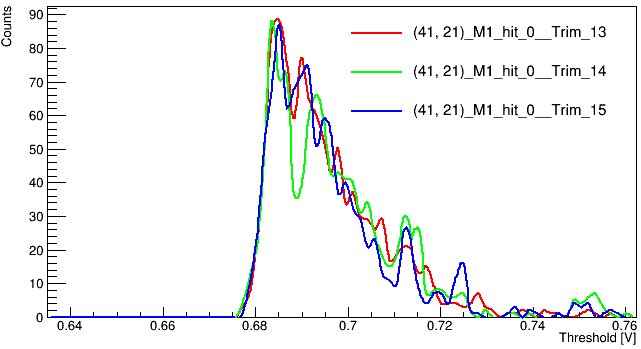 Counts
90
80
70
60
50
40
30
20
10
0
(41, 21)_M1_hit_0__Trim_13
(41, 21)_M1_hit_0__Trim_14
(41, 21)_M1_hit_0__Trim_15
0.64 0.66 0.68 0.7 0.72 0.74 0.76
Threshold [V]